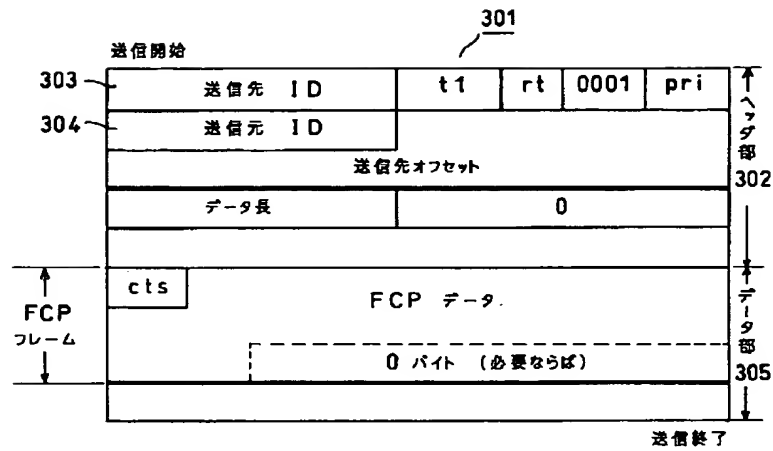 301
送信開始
303 送信先 ID t1 rt 0001 pri
304 送信元 ID
送信先オフセット
ヘッダ部
302
データ長 0
cts
FCP データ.
FCP
フレーム
0 バイト (必要ならば)
データ部
305
送信終了